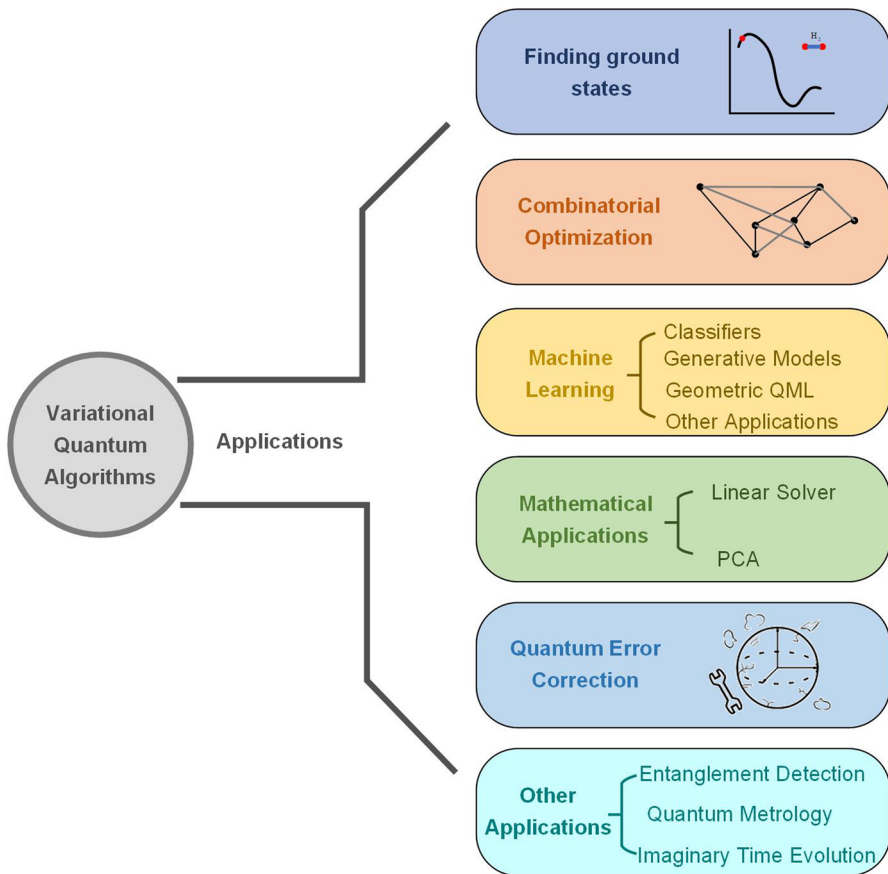 Variational
Quantum
Algorithms
Applications
Finding ground
states
H2
Combinatorial
Optimization
Machine
Learning
Classifiers
Generative Models
Geometric QML
Other Applications
Mathematical
Applications
Linear Solver
PCA
Quantum Error
Correction
Other
Applications
Entanglement Detection
Quantum Metrology
Imaginary Time Evolution